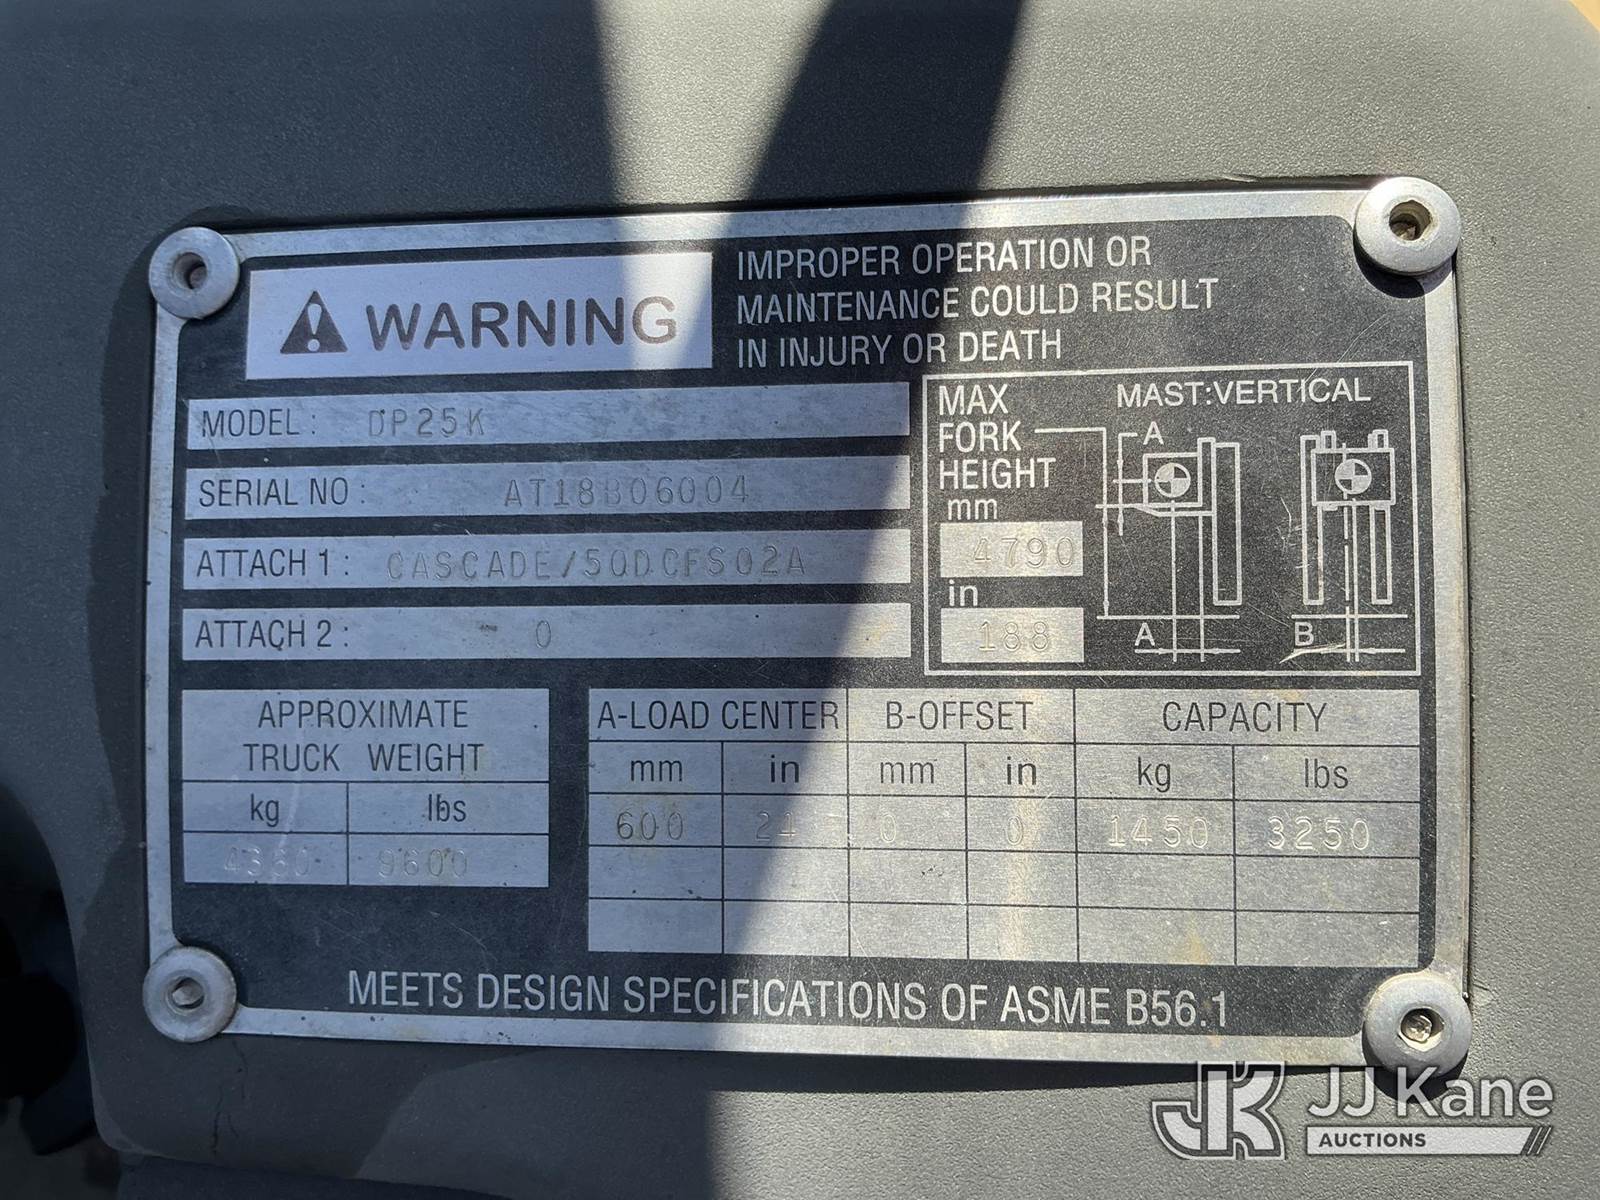 WARNING
IMPROPER OPERATION OR
MAINTENANCE COULD RESULT
IN INJURY OR DEATH
MODEL: DP25K
SERIAL NO: AT18B06004
ATTACH 1: CASCADE/50DCFS02A
ATTACH 2: 0
MAX
FORK
HEIGHT
mm
4790
in
188
MAST:VERTICAL
A
A
B
APPROXIMATE
TRUCK WEIGHT
kg lbs
4360 9600
A-LOAD CENTER B-OFFSET CAPACITY
mm in mm in kg lbs
600 24 0 0 1450 3250
MEETS DESIGN SPECIFICATIONS OF ASME B56.1
JK JJ Kane
AUCTIONS